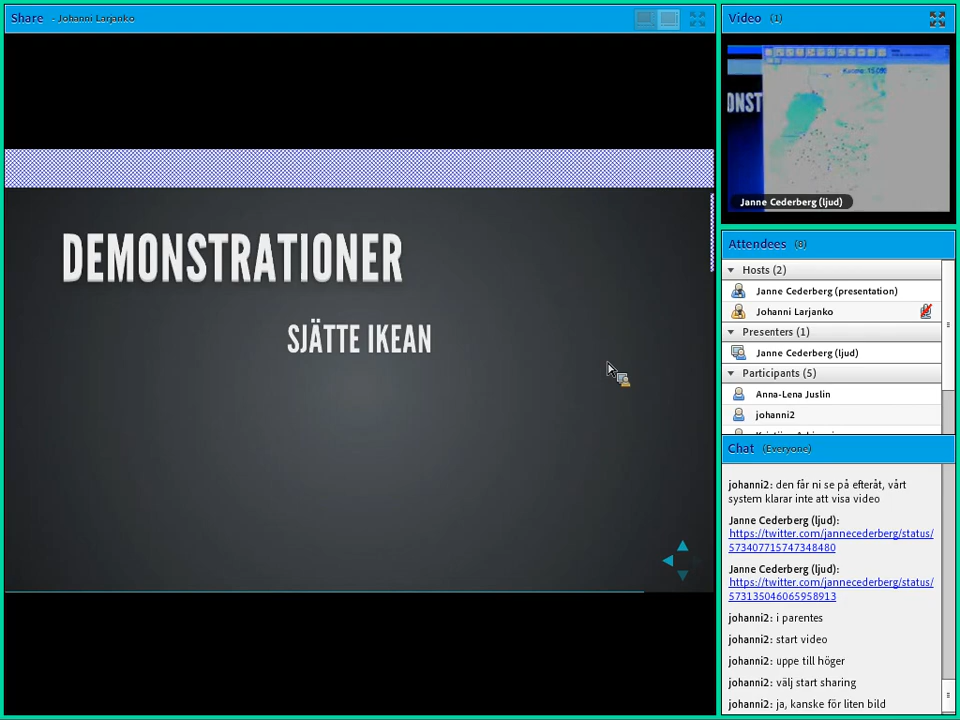 Share - Johanni Larjanko
DEMONSTRATIONER
SJÄTTE IKEAN
Video (1)
ONST
Janne Cederberg (ljud)
Attendees (8)
Hosts (2)
Janne Cederberg (presentation)
Johanni Larjanko
Presenters (1)
Janne Cederberg (ljud)
Participants (5)
Anna-Lena Juslin
johanni2
Chat (Everyone)
johanni2: den får ni se på efteråt, vårt
system klarar inte att visa video
Janne Cederberg (ljud):
https://twitter.com/jannecederberg/status/
573407715747348480
Janne Cederberg (ljud):
https://twitter.com/jannecederberg/status/
573135046065958913
johanni2: i parentes
johanni2: start video
johanni2: uppe till höger
johanni2: välj start sharing
johanni2: ja, kanske för liten bild